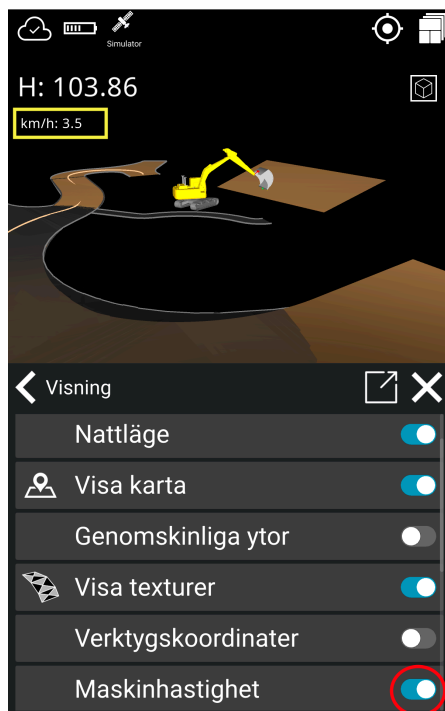 Simulator
H: 103.86
km/h: 3.5
Visning
Nattläge
Visa karta
Genomskinliga ytor
Visa texturer
Verktygskoordinater
Maskinhastighet